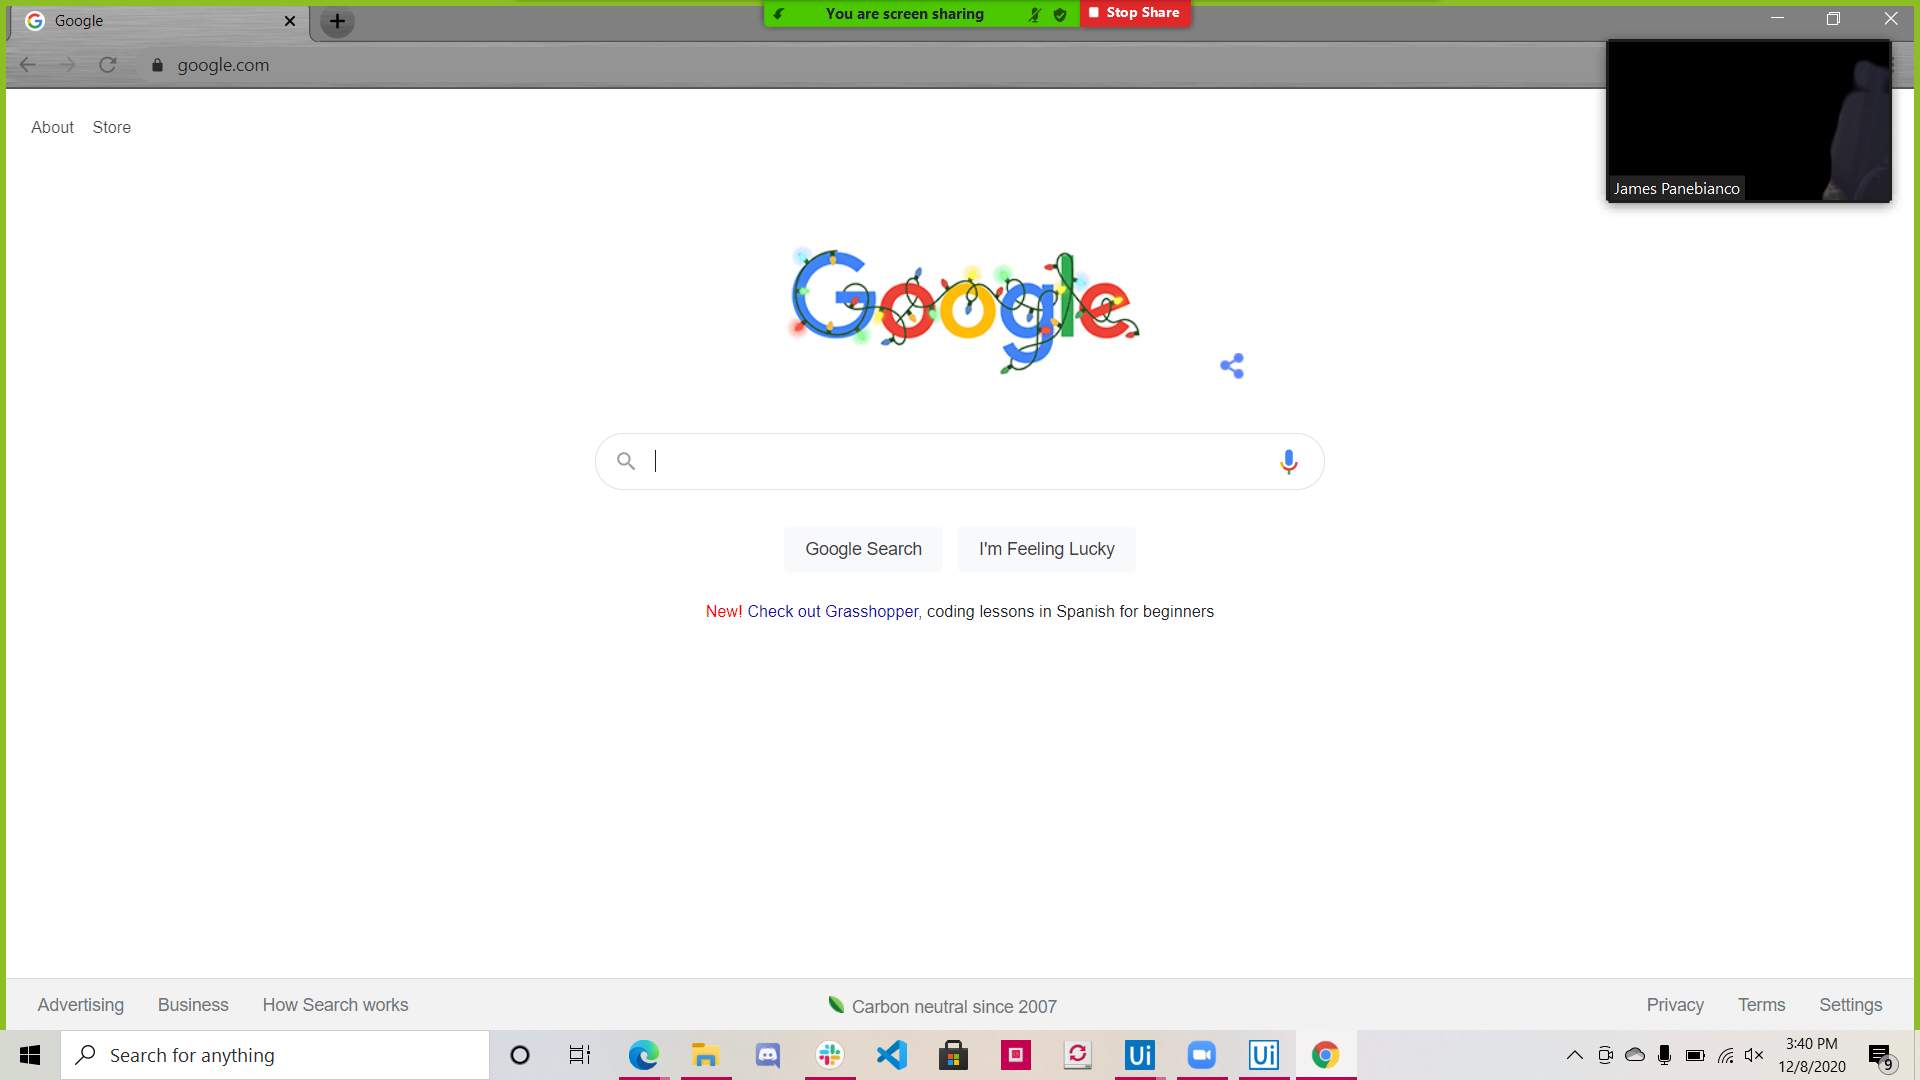 Google
You are screen sharing
Stop Share
google.com
About Store
James Panebianco
Google
Google Search
I'm Feeling Lucky
New! Check out Grasshopper, coding lessons in Spanish for beginners
Advertising Business How Search works
Carbon neutral since 2007
Privacy Terms Settings
Search for anything
Ui
Ui
3:40 PM
12/8/2020
9